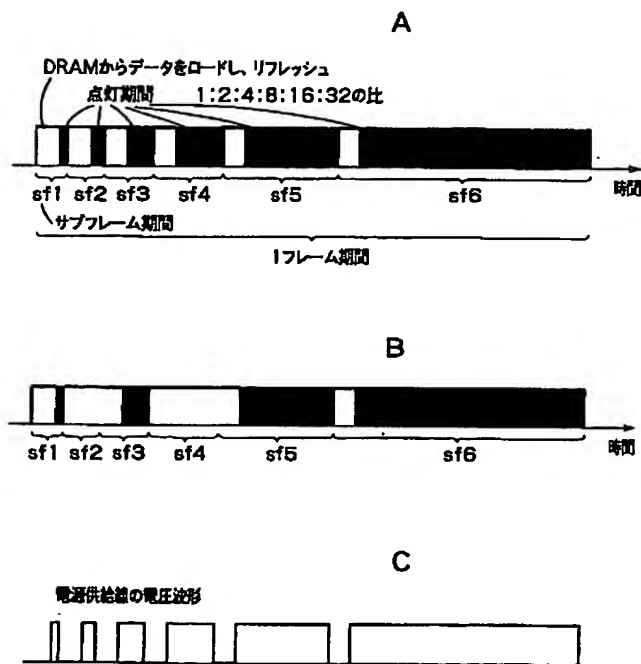 A
DRAMからデータをロードし、リフレッシュ
点灯期間 1:2:4:8:16:32の比
sf1 sf2 sf3 sf4 sf5 sf6 時間
サブフレーム期間
1フレーム期間
B
sf1 sf2 sf3 sf4 sf5 sf6 時間
C
電源供給線の電圧波形